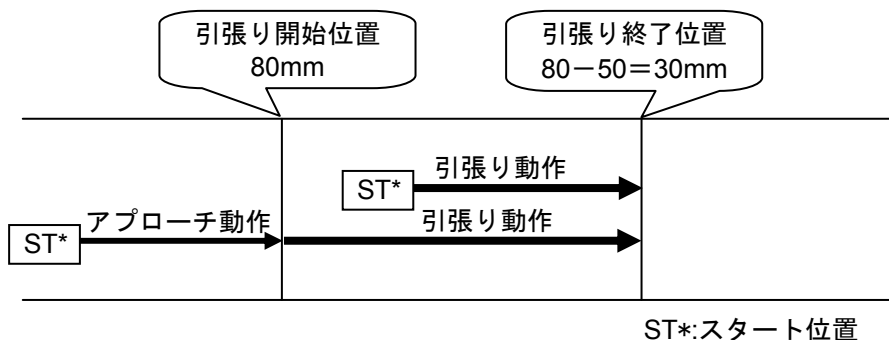 引張り開始位置
80mm
引張り終了位置
80－50＝30mm
引張り動作
ST*
アプローチ動作
引張り動作
ST*
ST*:スタート位置